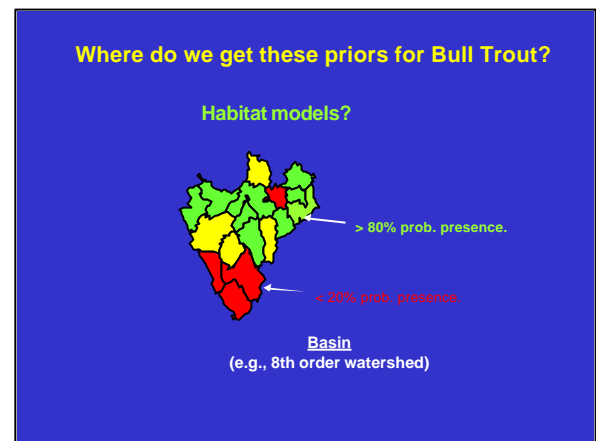 Where do we get these priors for Bull Trout?
Habitat models?
> 80% prob. presence.
< 20% prob. presence
Basin
(e.g., 8th order watershed)